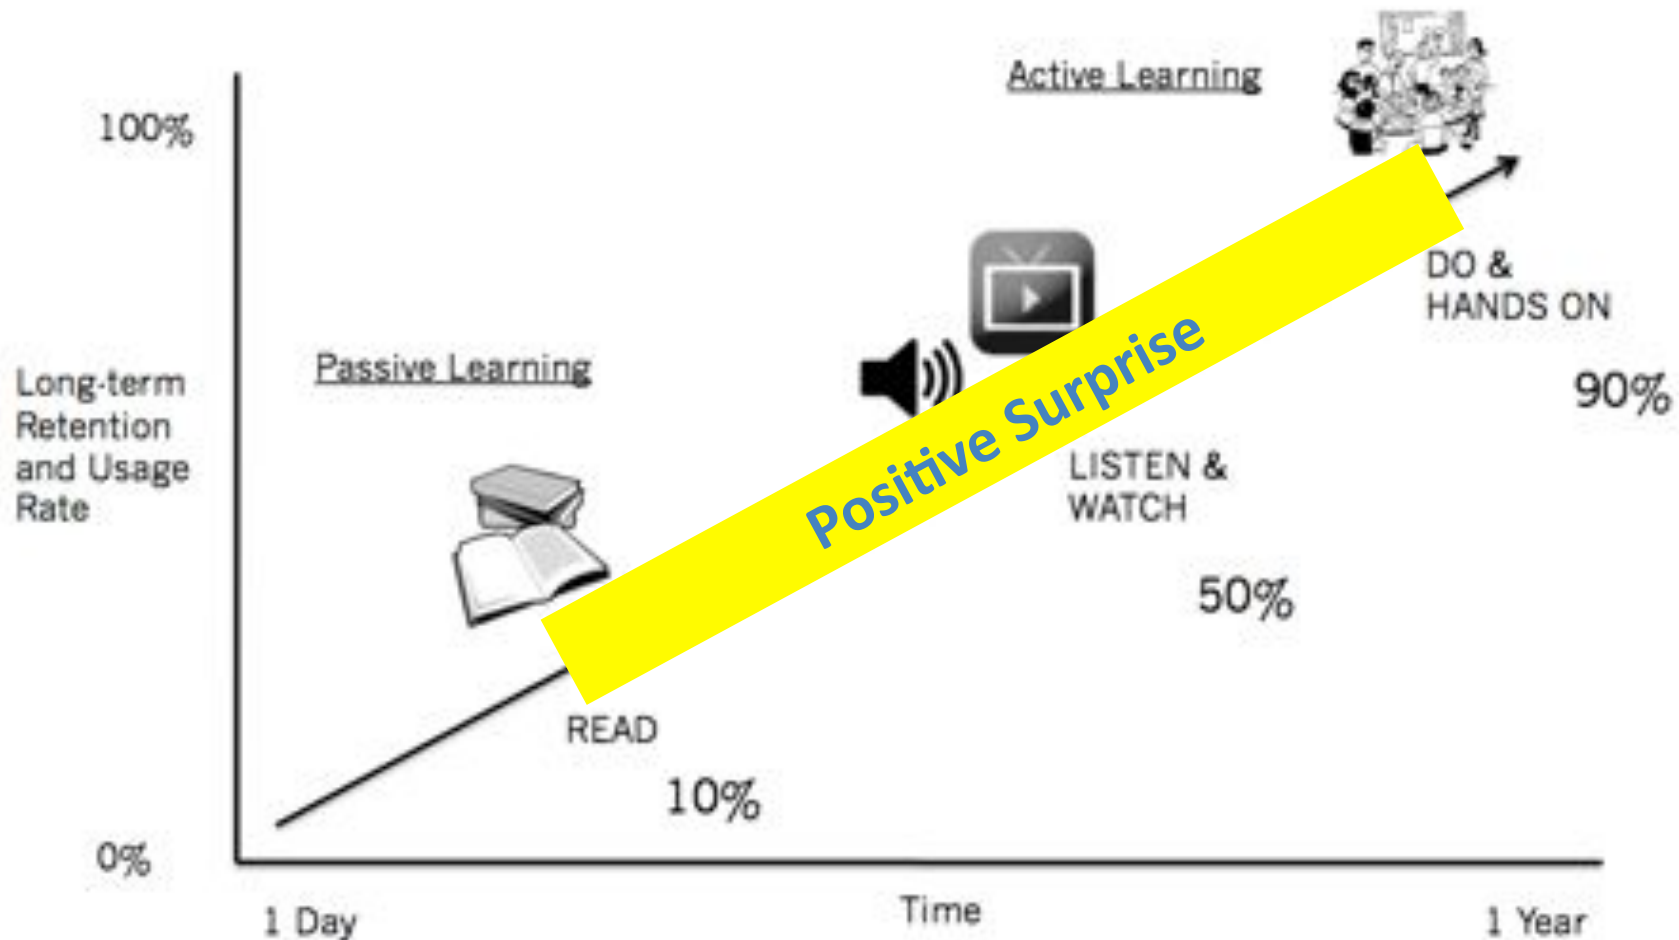 Active Learning
100%
DO &
HANDS ON
90%
Passive Learning
Long-term
Retention
and Usage
Rate
Positive Surprise
LISTEN &
WATCH
50%
READ
10%
0%
1 Day
Time
1 Year